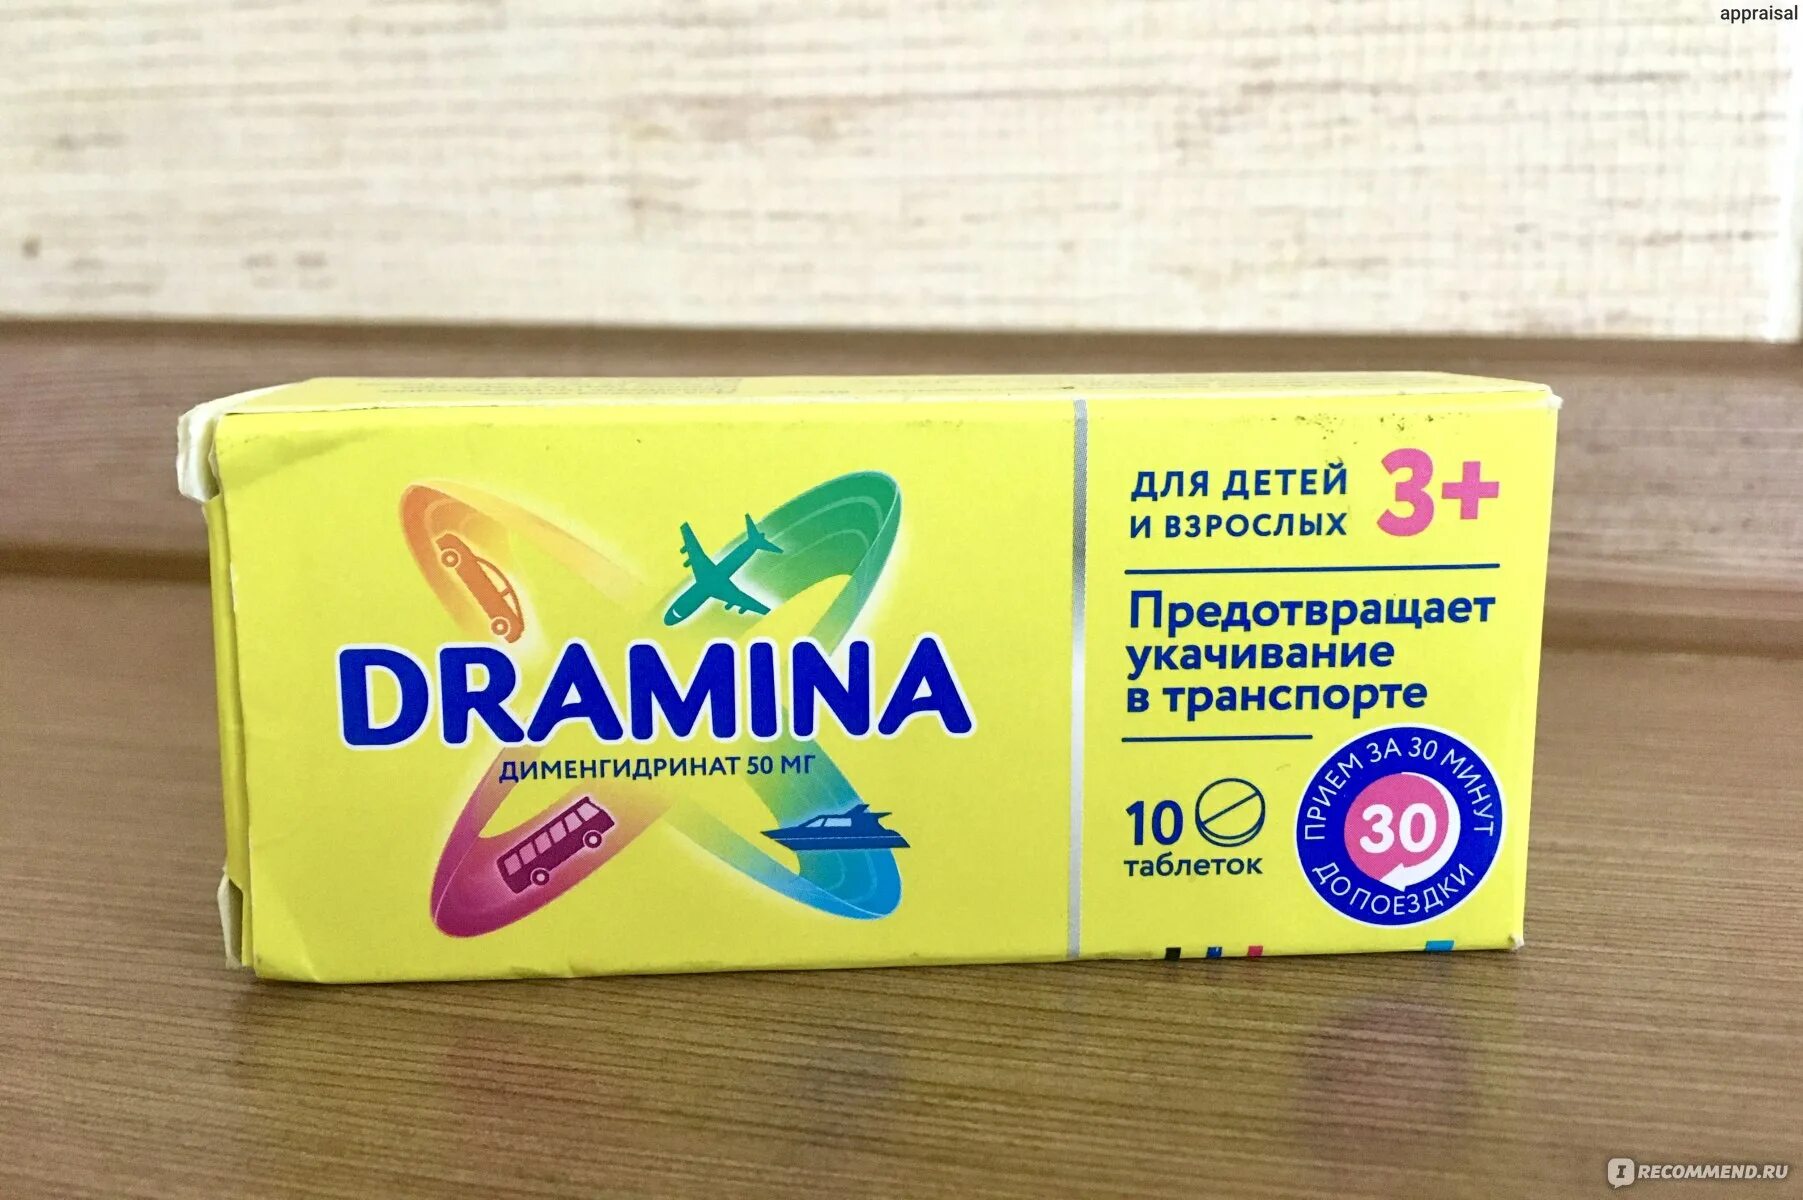 appraisal
DRAMINA
ДИМЕНГИДРИНАТ 50 МГ
ДЛЯ ДЕТЕЙ
И ВЗРОСЛЫХ
3+
Предотвращает
укачивание
в транспорте
10
таблеток
ПРИЕМ ЗА 30 МИНУТ
30
ДО ПОЕЗДКИ
IRECOMMEND.RU